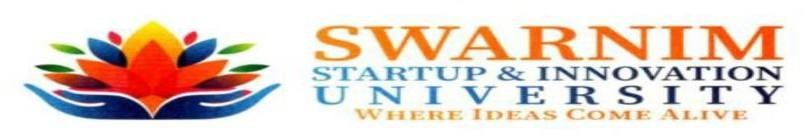 SWARNIM
STARTUP & INNOVATION
UNIVERSITY
WHERE IDEAS COME ALIVE